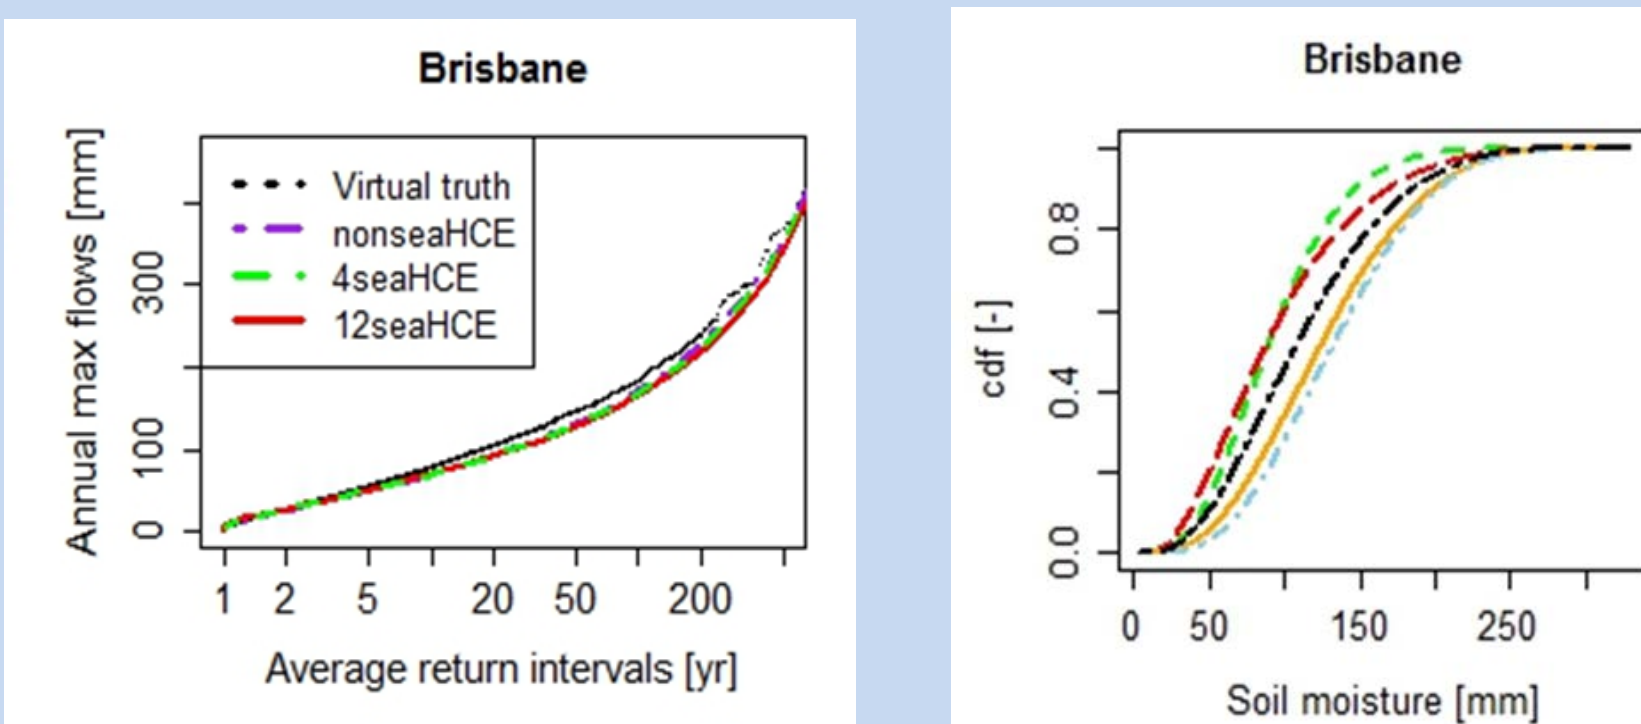 Brisbane
Annual max flows [mm]
300
100
0
Virtual truth
nonseaHCE
4seaHCE
12seaHCE
1 2 5 20 50 200
Average return intervals [yr]
Brisbane
cdf [-]
0.8
0.4
0.0
0 50 150 250
Soil moisture [mm]